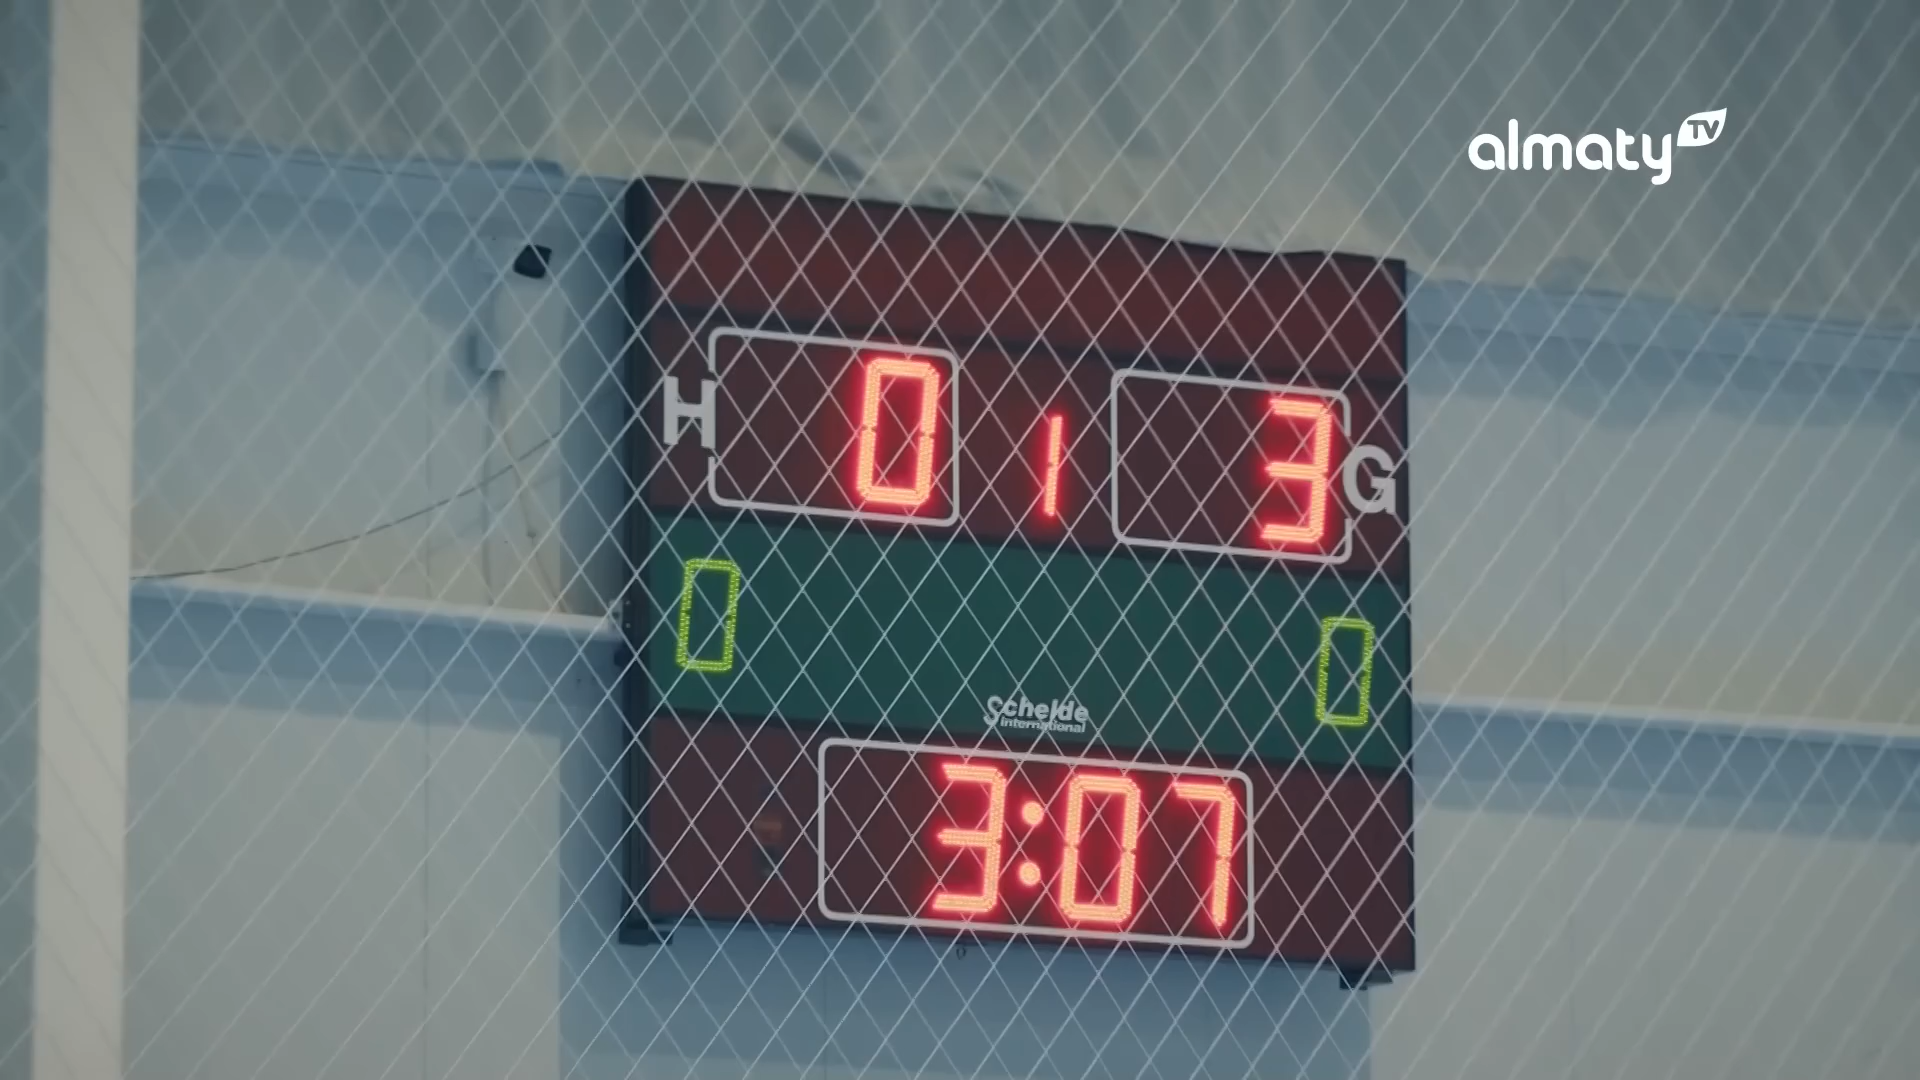 almaty TV
H 0 1 3 G
0 0
Schelde
international
3:07